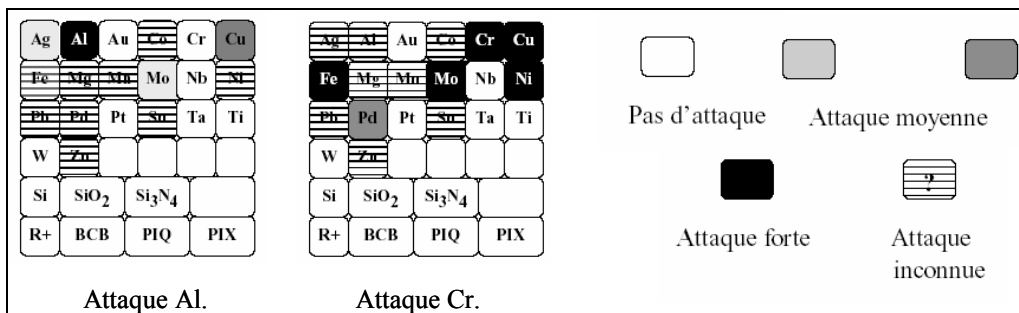 Ag Al Au Co Cr Cu
Fe Mg Mn Mo Nb Ni
Pb Pd Pt Sn Ta Ti
W Zn
Si SiO2 Si3N4
R+ BCB PIQ PIX
Attaque Al.
Ag Al Au Co Cr Cu
Fe Mg Mn Mo Nb Ni
Pb Pd Pt Sn Ta Ti
W Zn
Si SiO2 Si3N4
R+ BCB PIQ PIX
Attaque Cr.
Pas d'attaque
Attaque moyenne
?
Attaque forte
Attaque
inconnue